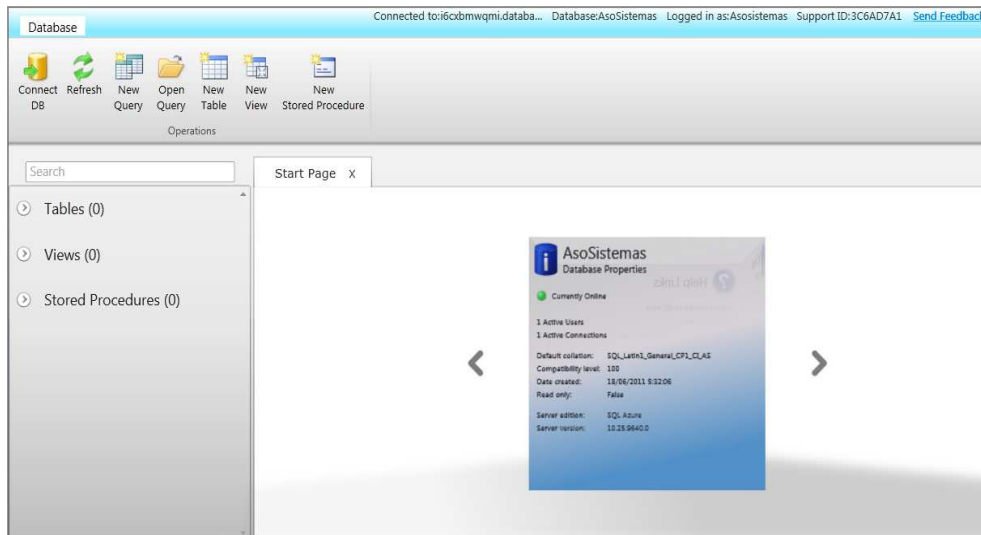 Connected to:i6cxbmwqmi.databa... Database:AsoSistemas Logged in as:Asosistemas Support ID:3C6AD7A1 Send Feedback
Database
Connect DB
Refresh
New Query
Open Query
New Table
New View
New Stored Procedure
Operations
Search
Start Page X
Tables (0)
Views (0)
Stored Procedures (0)
AsoSistemas
Database Properties
Help Links
Currently Online
1 Active Users
1 Active Connections
Default collation: SQL_Latin1_General_CP1_CI_AS
Compatibility level: 100
Date created: 18/06/2011 5:32:06
Read only: False
Server edition: SQL Azure
Server version: 10.25.9640.0